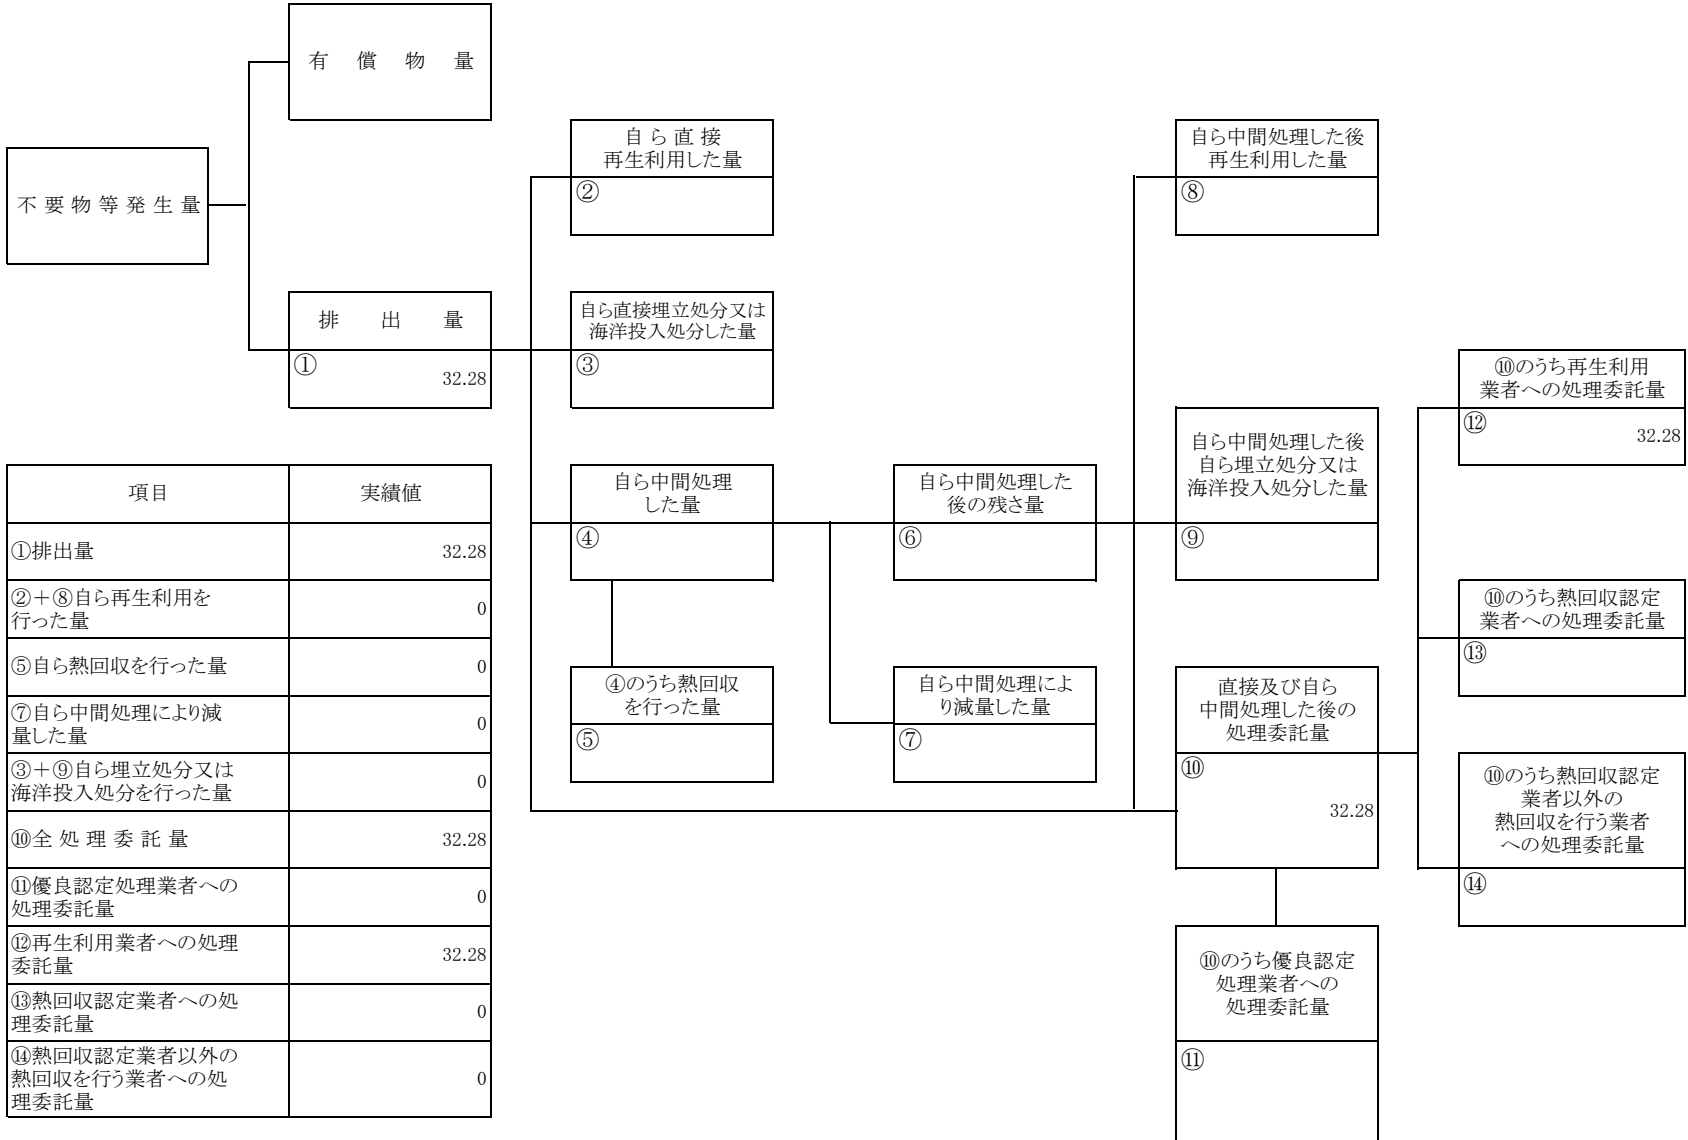 有償物量
不要物等発生量
排出量
①
32.28
自ら直接
再生利用した量
②
自ら直接埋立処分又は
海洋投入処分した量
③
自ら中間処理
した量
④
④のうち熱回収
を行った量
⑤
自ら中間処理した
後の残さ量
⑥
自ら中間処理によ
り減量した量
⑦
自ら中間処理した後
再生利用した量
⑧
自ら中間処理した後
自ら埋立処分又は
海洋投入処分した量
⑨
直接及び自ら
中間処理した後の
処理委託量
⑩
32.28
⑩のうち優良認定
処理業者への
処理委託量
⑪
⑩のうち再生利用
業者への処理委託量
⑫
32.28
⑩のうち熱回収認定
業者への処理委託量
⑬
⑩のうち熱回収認定
業者以外の
熱回収を行う業者
への処理委託量
⑭
項目 実績値
①排出量 32.28
②＋⑧自ら再生利用を
行った量 0
⑤自ら熱回収を行った量 0
⑦自ら中間処理により減
量した量 0
③＋⑨自ら埋立処分又は
海洋投入処分を行った量 0
⑩全処理委託量 32.28
⑪優良認定処理業者への
処理委託量 0
⑫再生利用業者への処理
委託量 32.28
⑬熱回収認定業者への処
理委託量 0
⑭熱回収認定業者以外の
熱回収を行う業者への処
理委託量 0